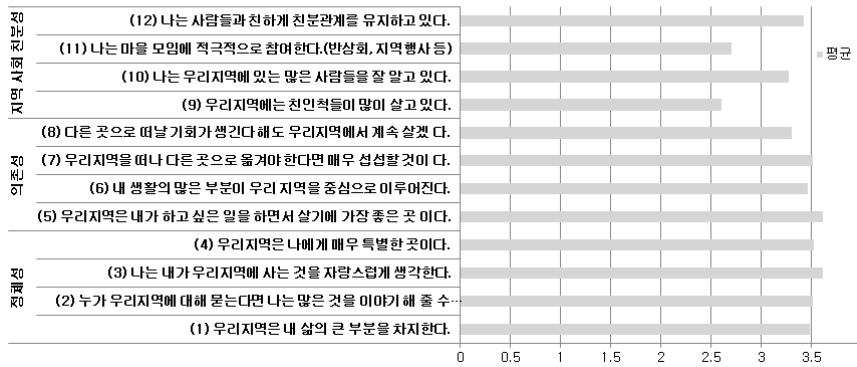 지역 사회 친분성
(12) 나는 사람들과 친하게 친분관계를 유지하고 있다.
(11) 나는 마을 모임에 적극적으로 참여한다.(반상회, 지역행사 등)
(10) 나는 우리지역에 있는 많은 사람들을 잘 알고 있다.
(9) 우리지역에는 친인척들이 많이 살고 있다.
의존성
(8) 다른 곳으로 떠날 기회가 생긴다 해도 우리지역에서 계속 살겠 다.
(7) 우리지역을 떠나 다른 곳으로 옮겨야 한다면 매우 섭섭할 것이 다.
(6) 내 생활의 많은 부분이 우리 지역을 중심으로 이루어진다.
(5) 우리지역은 내가 하고 싶은 일을 하면서 살기에 가장 좋은 곳 이다.
정체성
(4) 우리지역은 나에게 매우 특별한 곳이다.
(3) 나는 내가 우리지역에 사는 것을 자랑스럽게 생각한다.
(2) 누가 우리지역에 대해 묻는다면 나는 많은 것을 이야기 해 줄 수…
(1) 우리지역은 내 삶의 큰 부분을 차지한다.
평균
0 0.5 1 1.5 2 2.5 3 3.5